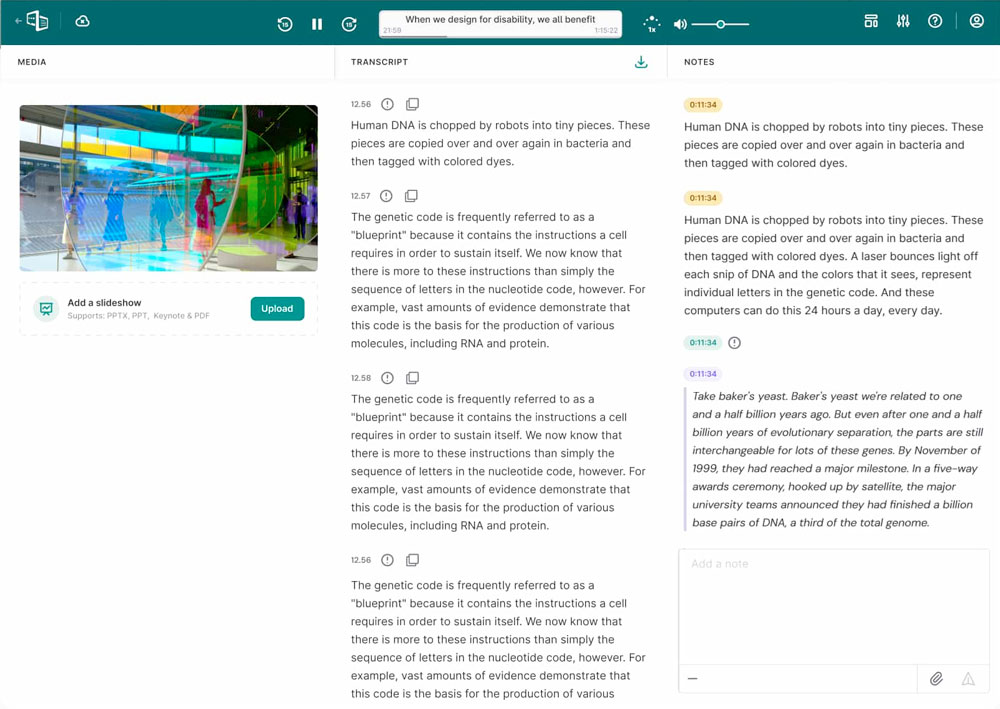 15
15
When we design for disability, we all benefit
21:59
1:15:22
1x
?
MEDIA
Add a slideshow
Supports: PPTX, PPT, Keynote & PDF
Upload
TRANSCRIPT
12.56
Human DNA is chopped by robots into tiny pieces. These
pieces are copied over and over again in bacteria and
then tagged with colored dyes.
12.57
The genetic code is frequently referred to as a
"blueprint" because it contains the instructions a cell
requires in order to sustain itself. We now know that
there is more to these instructions than simply the
sequence of letters in the nucleotide code, however. For
example, vast amounts of evidence demonstrate that
this code is the basis for the production of various
molecules, including RNA and protein.
12.58
The genetic code is frequently referred to as a
"blueprint" because it contains the instructions a cell
requires in order to sustain itself. We now know that
there is more to these instructions than simply the
sequence of letters in the nucleotide code, however. For
example, vast amounts of evidence demonstrate that
this code is the basis for the production of various
molecules, including RNA and protein.
12.56
The genetic code is frequently referred to as a
"blueprint" because it contains the instructions a cell
requires in order to sustain itself. We now know that
there is more to these instructions than simply the
sequence of letters in the nucleotide code, however. For
example, vast amounts of evidence demonstrate that
this code is the basis for the production of various
NOTES
0:11:34
Human DNA is chopped by robots into tiny pieces. These
pieces are copied over and over again in bacteria and
then tagged with colored dyes.
0:11:34
Human DNA is chopped by robots into tiny pieces. These
pieces are copied over and over again in bacteria and
then tagged with colored dyes. A laser bounces light off
each snip of DNA and the colors that it sees, represent
individual letters in the genetic code. And these
computers can do this 24 hours a day, every day.
0:11:34
0:11:34
Take baker's yeast. Baker's yeast we're related to one
and a half billion years ago. But even after one and a half
billion years of evolutionary separation, the parts are still
interchangeable for lots of these genes. By November of
1999, they had reached a major milestone. In a five-way
awards ceremony, hooked up by satellite, the major
university teams announced they had finished a billion
base pairs of DNA, a third of the total genome.
Add a note